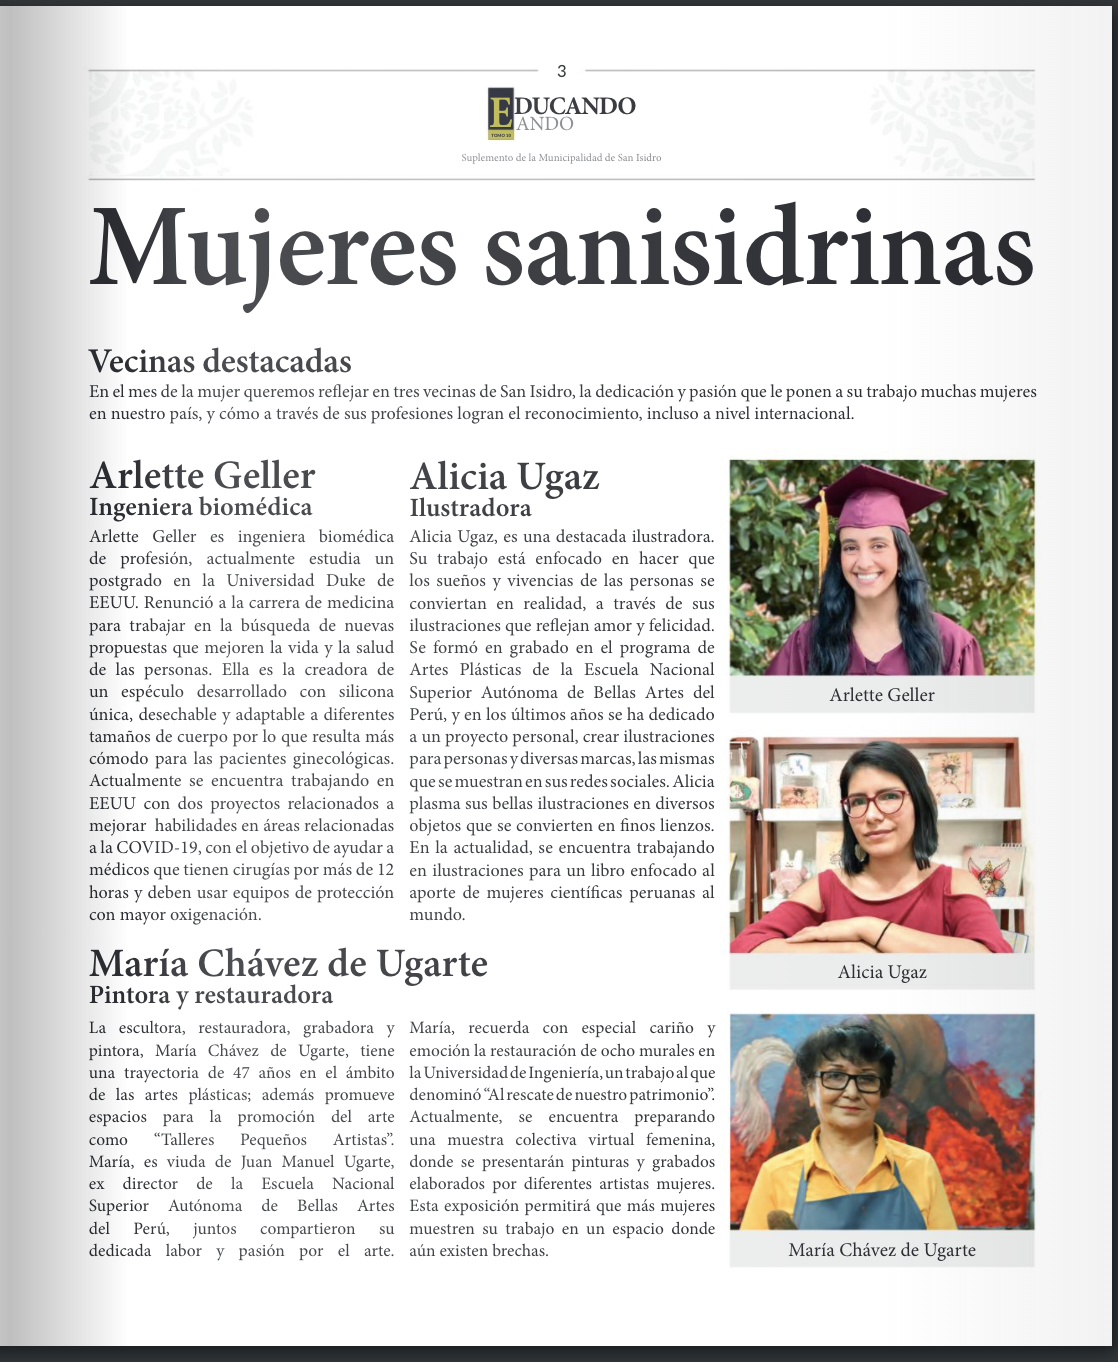 3
EDUCANDO
ANDO
Suplemento de la Municipalidad de San Isidro
Mujeres sanisidrinas
Vecinas destacadas
En el mes de la mujer queremos reflejar en tres vecinas de San Isidro, la dedicación y pasión que le ponen a su trabajo muchas mujeres
en nuestro país, y cómo a través de sus profesiones logran el reconocimiento, incluso a nivel internacional.
Arlette Geller
Ingeniera biomédica
Arlette Geller es ingeniera biomédica
de profesión, actualmente estudia un
postgrado en la Universidad Duke de
EEUU. Renunció a la carrera de medicina
para trabajar en la búsqueda de nuevas
propuestas que mejoren la vida y la salud
de las personas. Ella es la creadora de
un espéculo desarrollado con silicona
única, desechable y adaptable a diferentes
tamaños de cuerpo por lo que resulta más
cómodo para las pacientes ginecológicas.
Actualmente se encuentra trabajando en
EEUU con dos proyectos relacionados a
mejorar habilidades en áreas relacionadas
a la COVID-19, con el objetivo de ayudar a
médicos que tienen cirugías por más de 12
horas y deben usar equipos de protección
con mayor oxigenación.
Alicia Ugaz
Ilustradora
Alicia Ugaz, es una destacada ilustradora.
Su trabajo está enfocado en hacer que
los sueños y vivencias de las personas se
conviertan en realidad, a través de sus
ilustraciones que reflejan amor y felicidad.
Se formó en grabado en el programa de
Artes Plásticas de la Escuela Nacional
Superior Autónoma de Bellas Artes del
Perú, y en los últimos años se ha dedicado
a un proyecto personal, crear ilustraciones
para personas y diversas marcas, las mismas
que se muestran en sus redes sociales. Alicia
plasma sus bellas ilustraciones en diversos
objetos que se convierten en finos lienzos.
En la actualidad, se encuentra trabajando
en ilustraciones para un libro enfocado al
aporte de mujeres científicas peruanas al
mundo.
Arlette Geller
Alicia Ugaz
María Chávez de Ugarte
Pintora y restauradora
La escultora, restauradora, grabadora y
pintora, María Chávez de Ugarte, tiene
una trayectoria de 47 años en el ámbito
de las artes plásticas; además promueve
espacios para la promoción del arte
como "Talleres Pequeños Artistas".
María, es viuda de Juan Manuel Ugarte,
ex director de la Escuela Nacional
Superior Autónoma de Bellas Artes
del Perú, juntos compartieron su
dedicada labor y pasión por el arte.
María, recuerda con especial cariño y
emoción la restauración de ocho murales en
la Universidad de Ingeniería, un trabajo al que
denominó "Al rescate de nuestro patrimonio".
Actualmente, se encuentra preparando
una muestra colectiva virtual femenina,
donde se presentarán pinturas y grabados
elaborados por diferentes artistas mujeres.
Esta exposición permitirá que más mujeres
muestren su trabajo en un espacio donde
aún existen brechas.
María Chávez de Ugarte